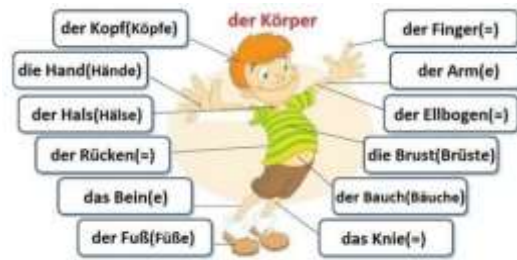 der Körper
der Kopf(Köpfe)
die Hand(Hände)
der Hals(Hälse)
der Rücken(=)
das Bein(e)
der Fuß(Füße)
der Finger(=)
der Arm(e)
der Ellbogen(=)
die Brust(Brüste)
der Bauch(Bäuche)
das Knie(=)